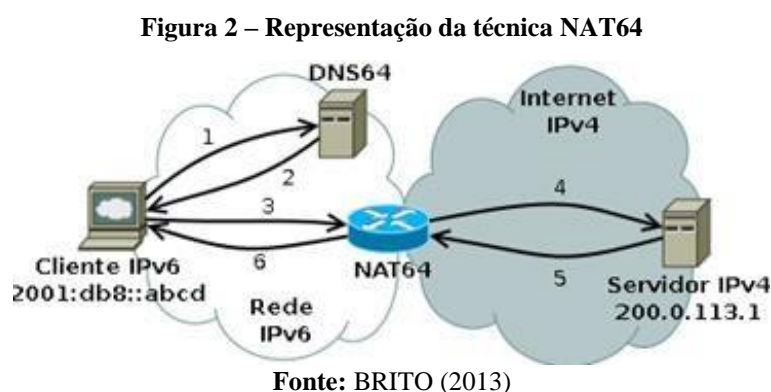 Figura 2 – Representação da técnica NAT64
DNS64
Internet
IPv4
1
2
3
4
6
5
NAT64
Cliente IPv6
2001:db8::abcd
Rede
IPv6
Servidor IPv4
200.0.113.1
Fonte: BRITO (2013)